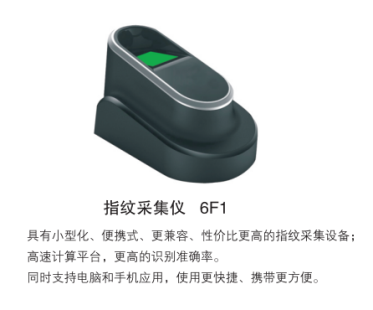 指纹采集仪 6F1
具有小型化、便携式、更兼容、性价比更高的指纹采集设备；
高速计算平台，更高的识别准确率。
同时支持电脑和手机应用，使用更快捷、携带更方便。